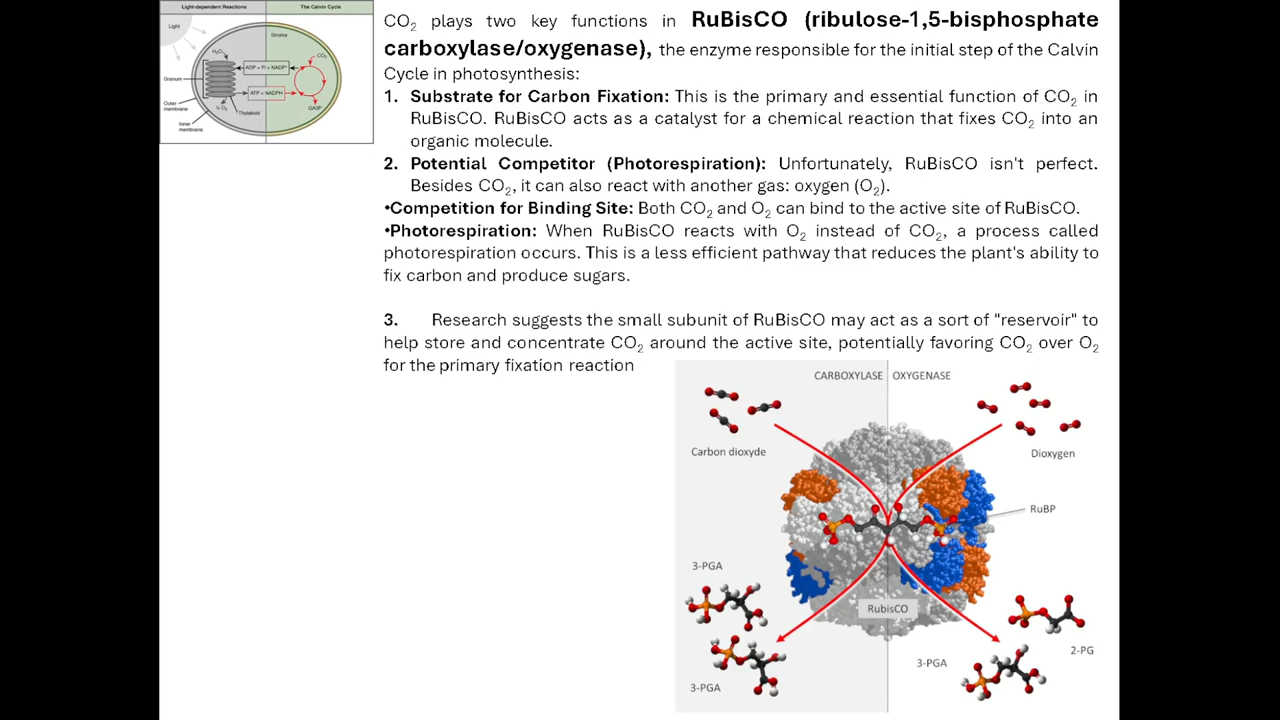 Light-dependent Reactions
The Calvin Cycle
Light
Stroma
H₂O
CO₂
ADP + Pi + NADP⁺
Granum
ATP + NADPH
Outer
membrane
½ O₂
GA3P
Thylakoid
Inner
membrane
CO₂ plays two key functions in RuBisCO (ribulose-1,5-bisphosphate
carboxylase/oxygenase), the enzyme responsible for the initial step of the Calvin
Cycle in photosynthesis:
1. Substrate for Carbon Fixation: This is the primary and essential function of CO₂ in
RuBisCO. RuBisCO acts as a catalyst for a chemical reaction that fixes CO₂ into an
organic molecule.
2. Potential Competitor (Photorespiration): Unfortunately, RuBisCO isn't perfect.
Besides CO₂, it can also react with another gas: oxygen (O₂).
•Competition for Binding Site: Both CO₂ and O₂ can bind to the active site of RuBisCO.
•Photorespiration: When RuBisCO reacts with O₂ instead of CO₂, a process called
photorespiration occurs. This is a less efficient pathway that reduces the plant's ability to
fix carbon and produce sugars.
3. Research suggests the small subunit of RuBisCO may act as a sort of "reservoir" to
help store and concentrate CO₂ around the active site, potentially favoring CO₂ over O₂
for the primary fixation reaction
CARBOXYLASE
OXYGENASE
Carbon dioxyde
Dioxygen
RuBP
3-PGA
RubisCO
2-PG
3-PGA
3-PGA